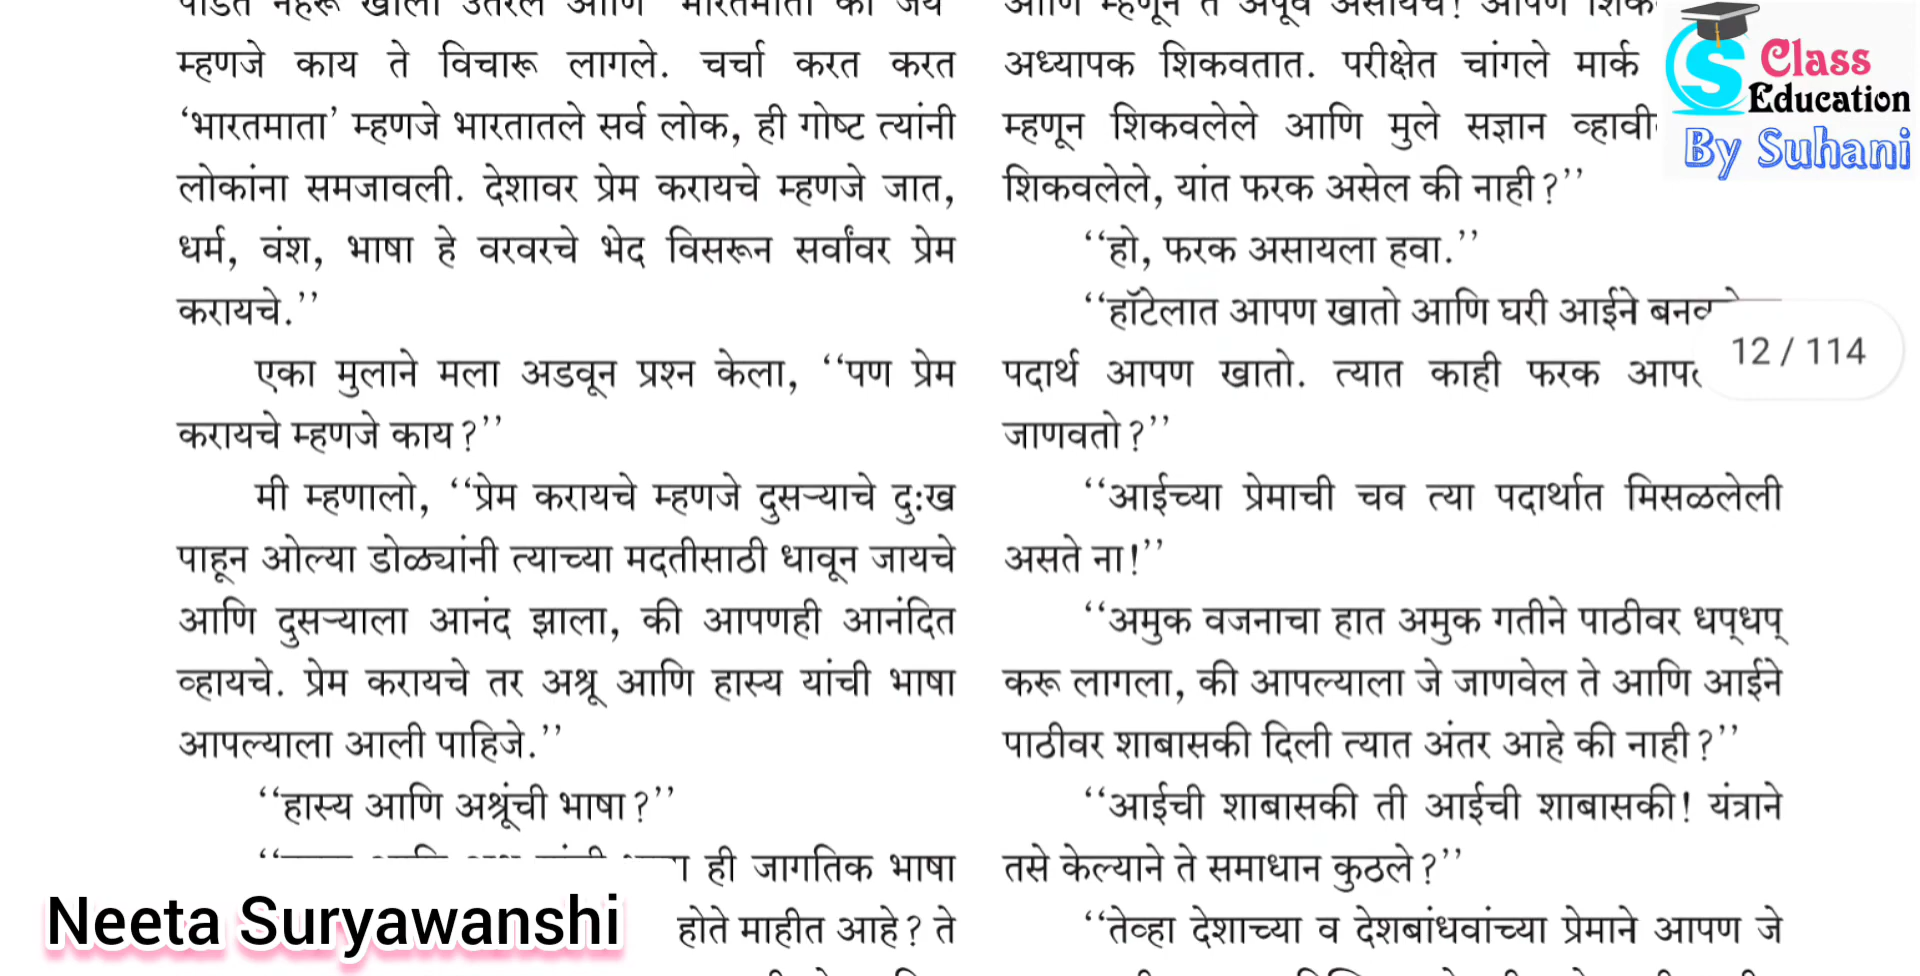 म्हणजे काय ते विचारू लागले. चर्चा करत करत
‘भारतमाता’ म्हणजे भारतातले सर्व लोक, ही गोष्ट त्यांनी
लोकांना समजावली. देशावर प्रेम करायचे म्हणजे जात,
धर्म, वंश, भाषा हे वरवरचे भेद विसरून सर्वांवर प्रेम
करायचे.’’
एका मुलाने मला अडवून प्रश्न केला, ‘‘पण प्रेम
करायचे म्हणजे काय?’’
मी म्हणालो, ‘‘प्रेम करायचे म्हणजे दुसऱ्याचे दुःख
पाहून ओल्या डोळ्यांनी त्याच्या मदतीसाठी धावून जायचे
आणि दुसऱ्याला आनंद झाला, की आपणही आनंदित
व्हायचे. प्रेम करायचे तर अश्रू आणि हास्य यांची भाषा
आपल्याला आली पाहिजे.’’
‘‘हास्य आणि अश्रूंची भाषा?’’
ही जागतिक भाषा
होते माहीत आहे? ते
अध्यापक शिकवतात. परीक्षेत चांगले मार्क
म्हणून शिकवलेले आणि मुले सज्ञान व्हावी
शिकवलेले, यांत फरक असेल की नाही?’’
‘‘हो, फरक असायला हवा.’’
‘‘हॉटेलात आपण खातो आणि घरी आईने
पदार्थ आपण खातो. त्यात काही फरक
जाणवतो?’’
‘‘आईच्या प्रेमाची चव त्या पदार्थात मिसळलेली
असते ना!’’
‘‘अमुक वजनाचा हात अमुक गतीने पाठीवर धप्‌धप्
करू लागला, की आपल्याला जे जाणवेल ते आणि आईने
पाठीवर शाबासकी दिली त्यात अंतर आहे की नाही?’’
‘‘आईची शाबासकी ती आईची शाबासकी! यंत्राने
तसे केल्याने ते समाधान कुठले?’’
‘‘तेव्हा देशाच्या व देशबांधवांच्या प्रेमाने आपण जे
S Class
Education
By Suhani
12 / 114
Neeta Suryawanshi